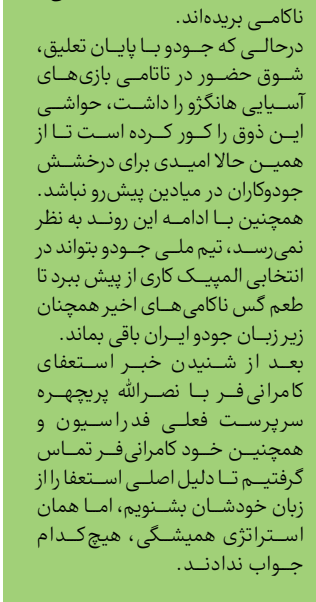 ناکامی بریده‌اند.
درحالی که جودو با پایان تعلیق،
شوق حضور در تاتامی بازی‌های
آسیایی هانگژو را داشت، حواشی
این ذوق را کور کرده است تا از
همین حالا امیدی برای درخشش
جودوکاران در میادین پیش‌رو نباشد.
همچنین با ادامه این روند به نظر
نمی‌رسد، تیم ملی جودو بتواند در
انتخابی المپیک کاری از پیش ببرد تا
طعم گس ناکامی‌های اخیر همچنان
زیر زبان جودو ایران باقی بماند.
بعد از شنیدن خبر استعفای
کامرانی‌فر با نصرالله پریچهره
سرپرست فعلی فدراسیون و
همچنین خود کامرانی‌فر تماس
گرفتیم تا دلیل اصلی استعفا را از
زبان خودشان بشنویم، اما همان
استراتژی همیشگی، هیچ‌کدام
جواب ندادند.